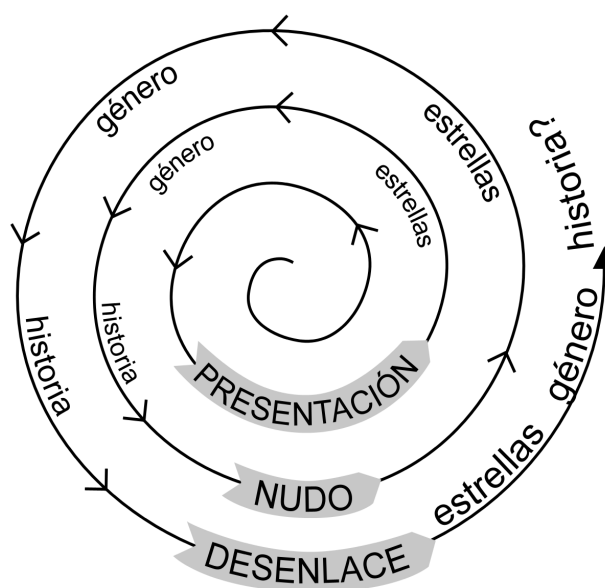 PRESENTACIÓN
estrellas
género
historia
NUDO
estrellas
género
historia
DESENLACE
estrellas
género
historia?